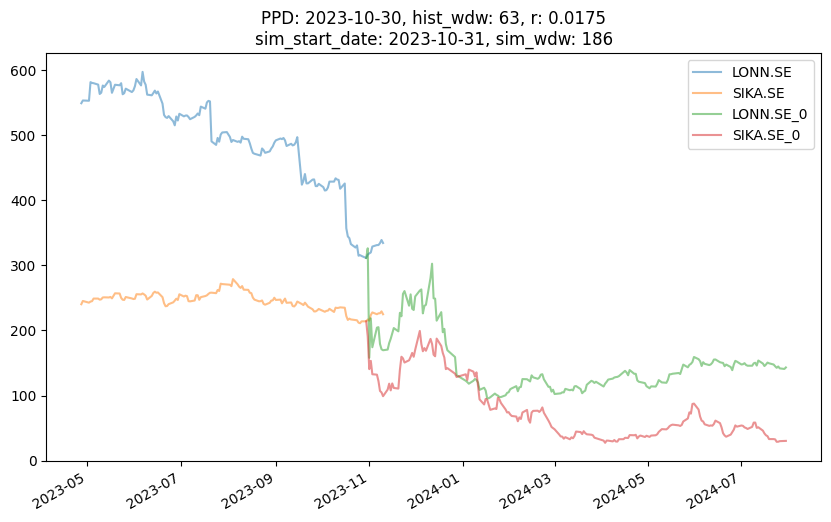 PPD: 2023-10-30, hist_wdw: 63, r: 0.0175
sim_start_date: 2023-10-31, sim_wdw: 186
LONN.SE
SIKA.SE
LONN.SE_0
SIKA.SE_0
600
500
400
300
200
100
0
2023-05
2023-07
2023-09
2023-11
2024-01
2024-03
2024-05
2024-07